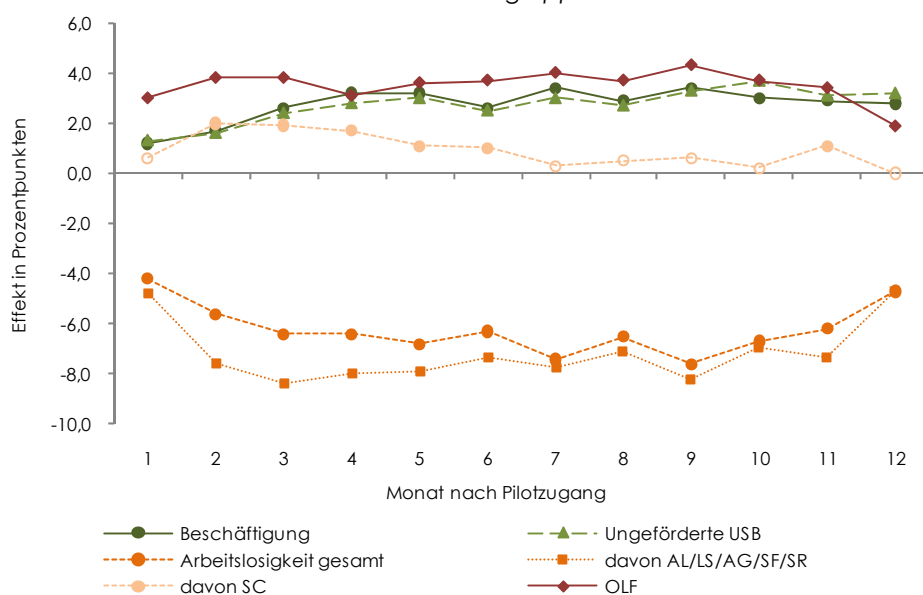 6,0
4,0
2,0
0,0
-2,0
-4,0
-6,0
-8,0
-10,0
Effekt in Prozentpunkten
1 2 3 4 5 6 7 8 9 10 11 12
Monat nach Pilotzugang
Beschäftigung
Ungeförderte USB
Arbeitslosigkeit gesamt
davon AL/LS/AG/SF/SR
davon SC
OLF